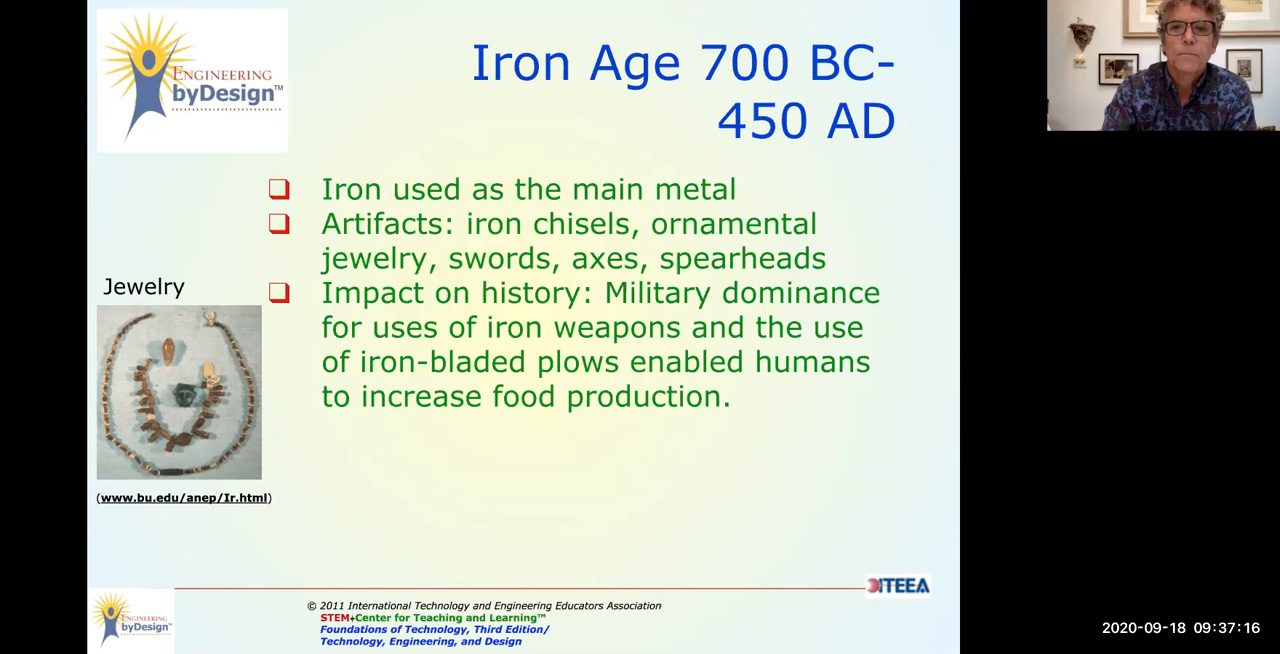 ENGINEERING
byDesign™
Iron Age 700 BC-
450 AD
❑ Iron used as the main metal
❑ Artifacts: iron chisels, ornamental
jewelry, swords, axes, spearheads
❑ Impact on history: Military dominance
for uses of iron weapons and the use
of iron-bladed plows enabled humans
to increase food production.
Jewelry
(www.bu.edu/anep/Ir.html)
ITEEA
ENGINEERING
byDesign™
© 2011 International Technology and Engineering Educators Association
STEM+Center for Teaching and Learning™
Foundations of Technology, Third Edition/
Technology, Engineering, and Design
2020-09-18 09:37:16